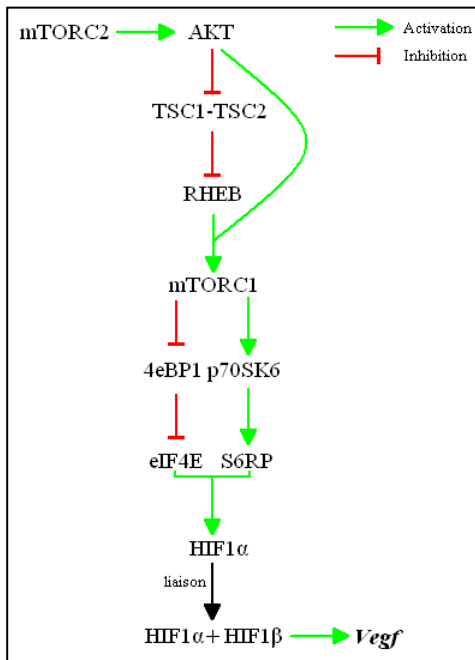 mTORC2 AKT Activation
Inhibition
TSC1-TSC2
RHEB
mTORC1
4eBP1 p70SK6
eIF4E S6RP
HIF1α
liaison
HIF1α+HIF1β Vegf